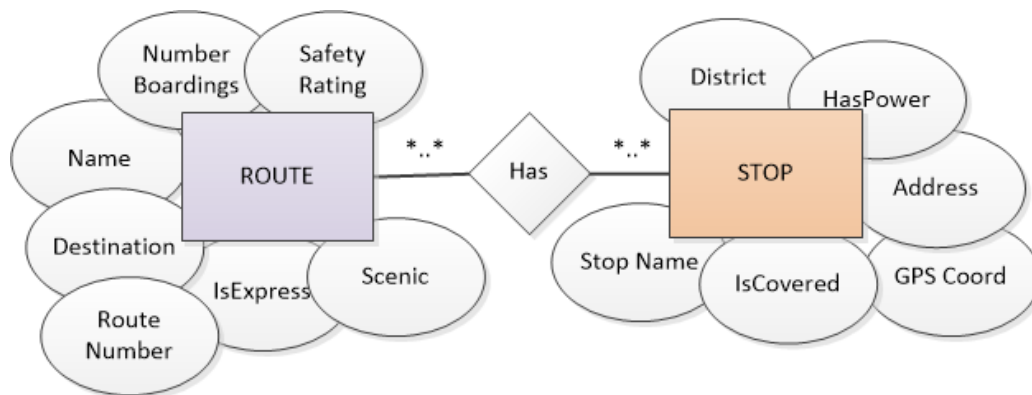 Number
Boardings
Safety
Rating
District
HasPower
Name
ROUTE
*..*
Has
*..*
STOP
Address
Destination
IsExpress
Scenic
Stop Name
IsCovered
GPS Coord
Route
Number